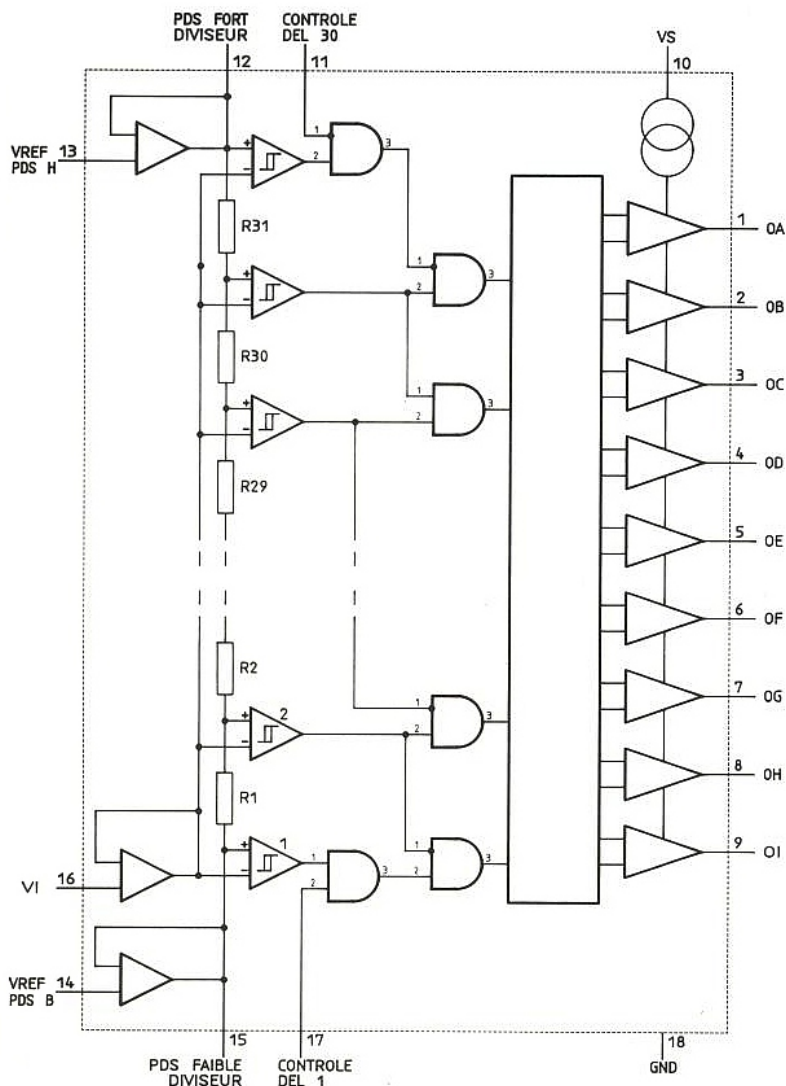 PDS FORT
DIVISEUR
12
CONTROLE
DEL 30
11
VS
10
VREF 13
PDS H
+
-
1
2
3
R31
+
-
1
2
3
1 OA
2 OB
R30
+
-
1
2
3
3 OC
R29
4 OD
5 OE
6 OF
R2
+
-
2
1
2
3
7 OG
R1
8 OH
+
-
1
1
2
3
1
2
3
9 OI
VI 16
VREF 14
PDS B
15
PDS FAIBLE
DIVISEUR
17
CONTROLE
DEL 1
18
GND